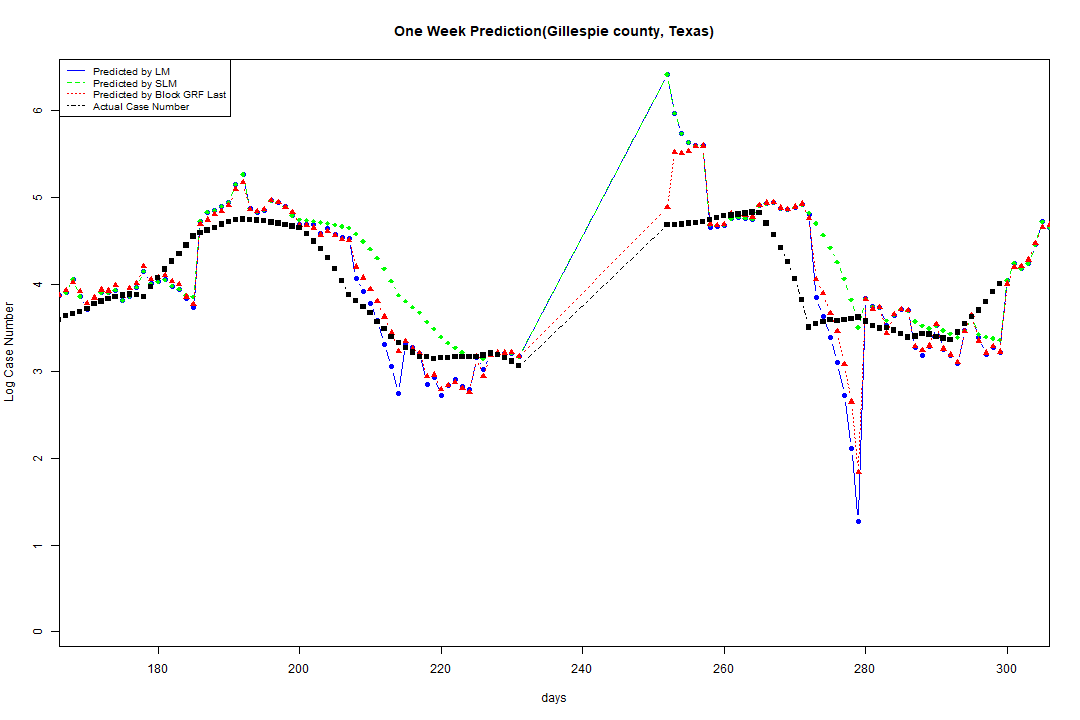 One Week Prediction(Gillespie county, Texas)
Predicted by LM
Predicted by SLM
Predicted by Block GRF Last
Actual Case Number
Log Case Number
6
5
4
3
2
1
0
180 200 220 240 260 280 300
days